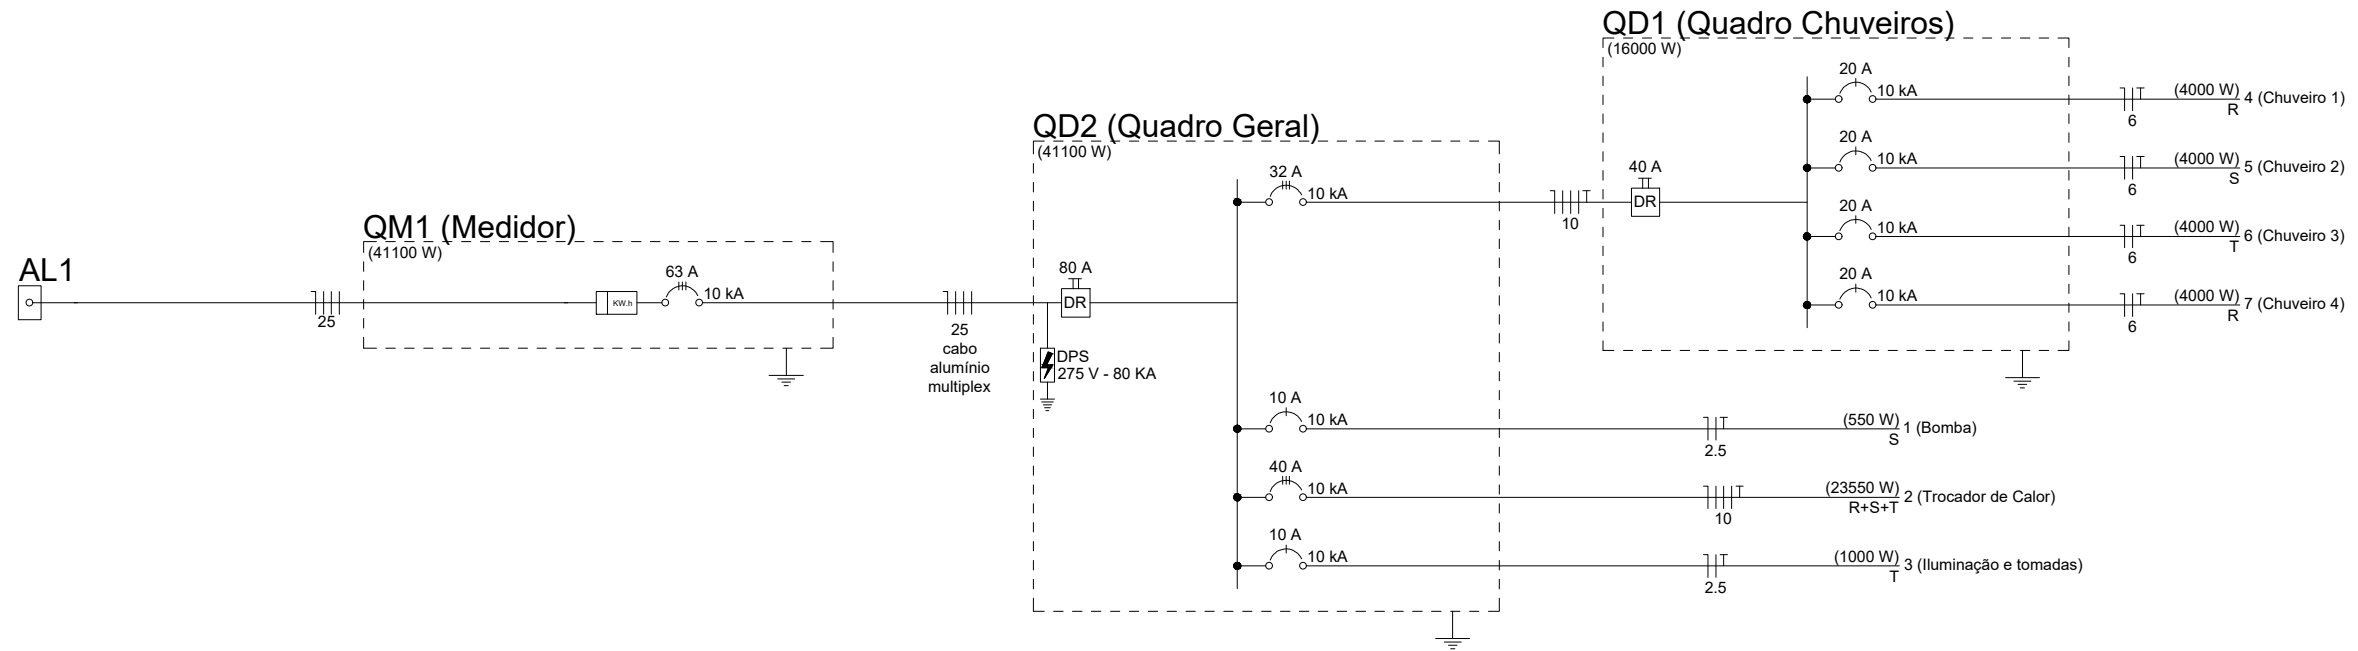 AL1
25
QM1 (Medidor)
(41100 W)
KW.h
63 A
10 kA
25
cabo
alumínio
multiplex
QD2 (Quadro Geral)
(41100 W)
80 A
DR
DPS
275 V - 80 KA
32 A
10 kA
10
10 A
10 kA
2.5
(550 W)
S
1 (Bomba)
40 A
10 kA
10
(23550 W)
R+S+T
2 (Trocador de Calor)
10 A
10 kA
2.5
(1000 W)
T
3 (Iluminação e tomadas)
QD1 (Quadro Chuveiros)
(16000 W)
40 A
DR
20 A
10 kA
6
(4000 W)
R
4 (Chuveiro 1)
20 A
10 kA
6
(4000 W)
S
5 (Chuveiro 2)
20 A
10 kA
6
(4000 W)
T
6 (Chuveiro 3)
20 A
10 kA
6
(4000 W)
R
7 (Chuveiro 4)